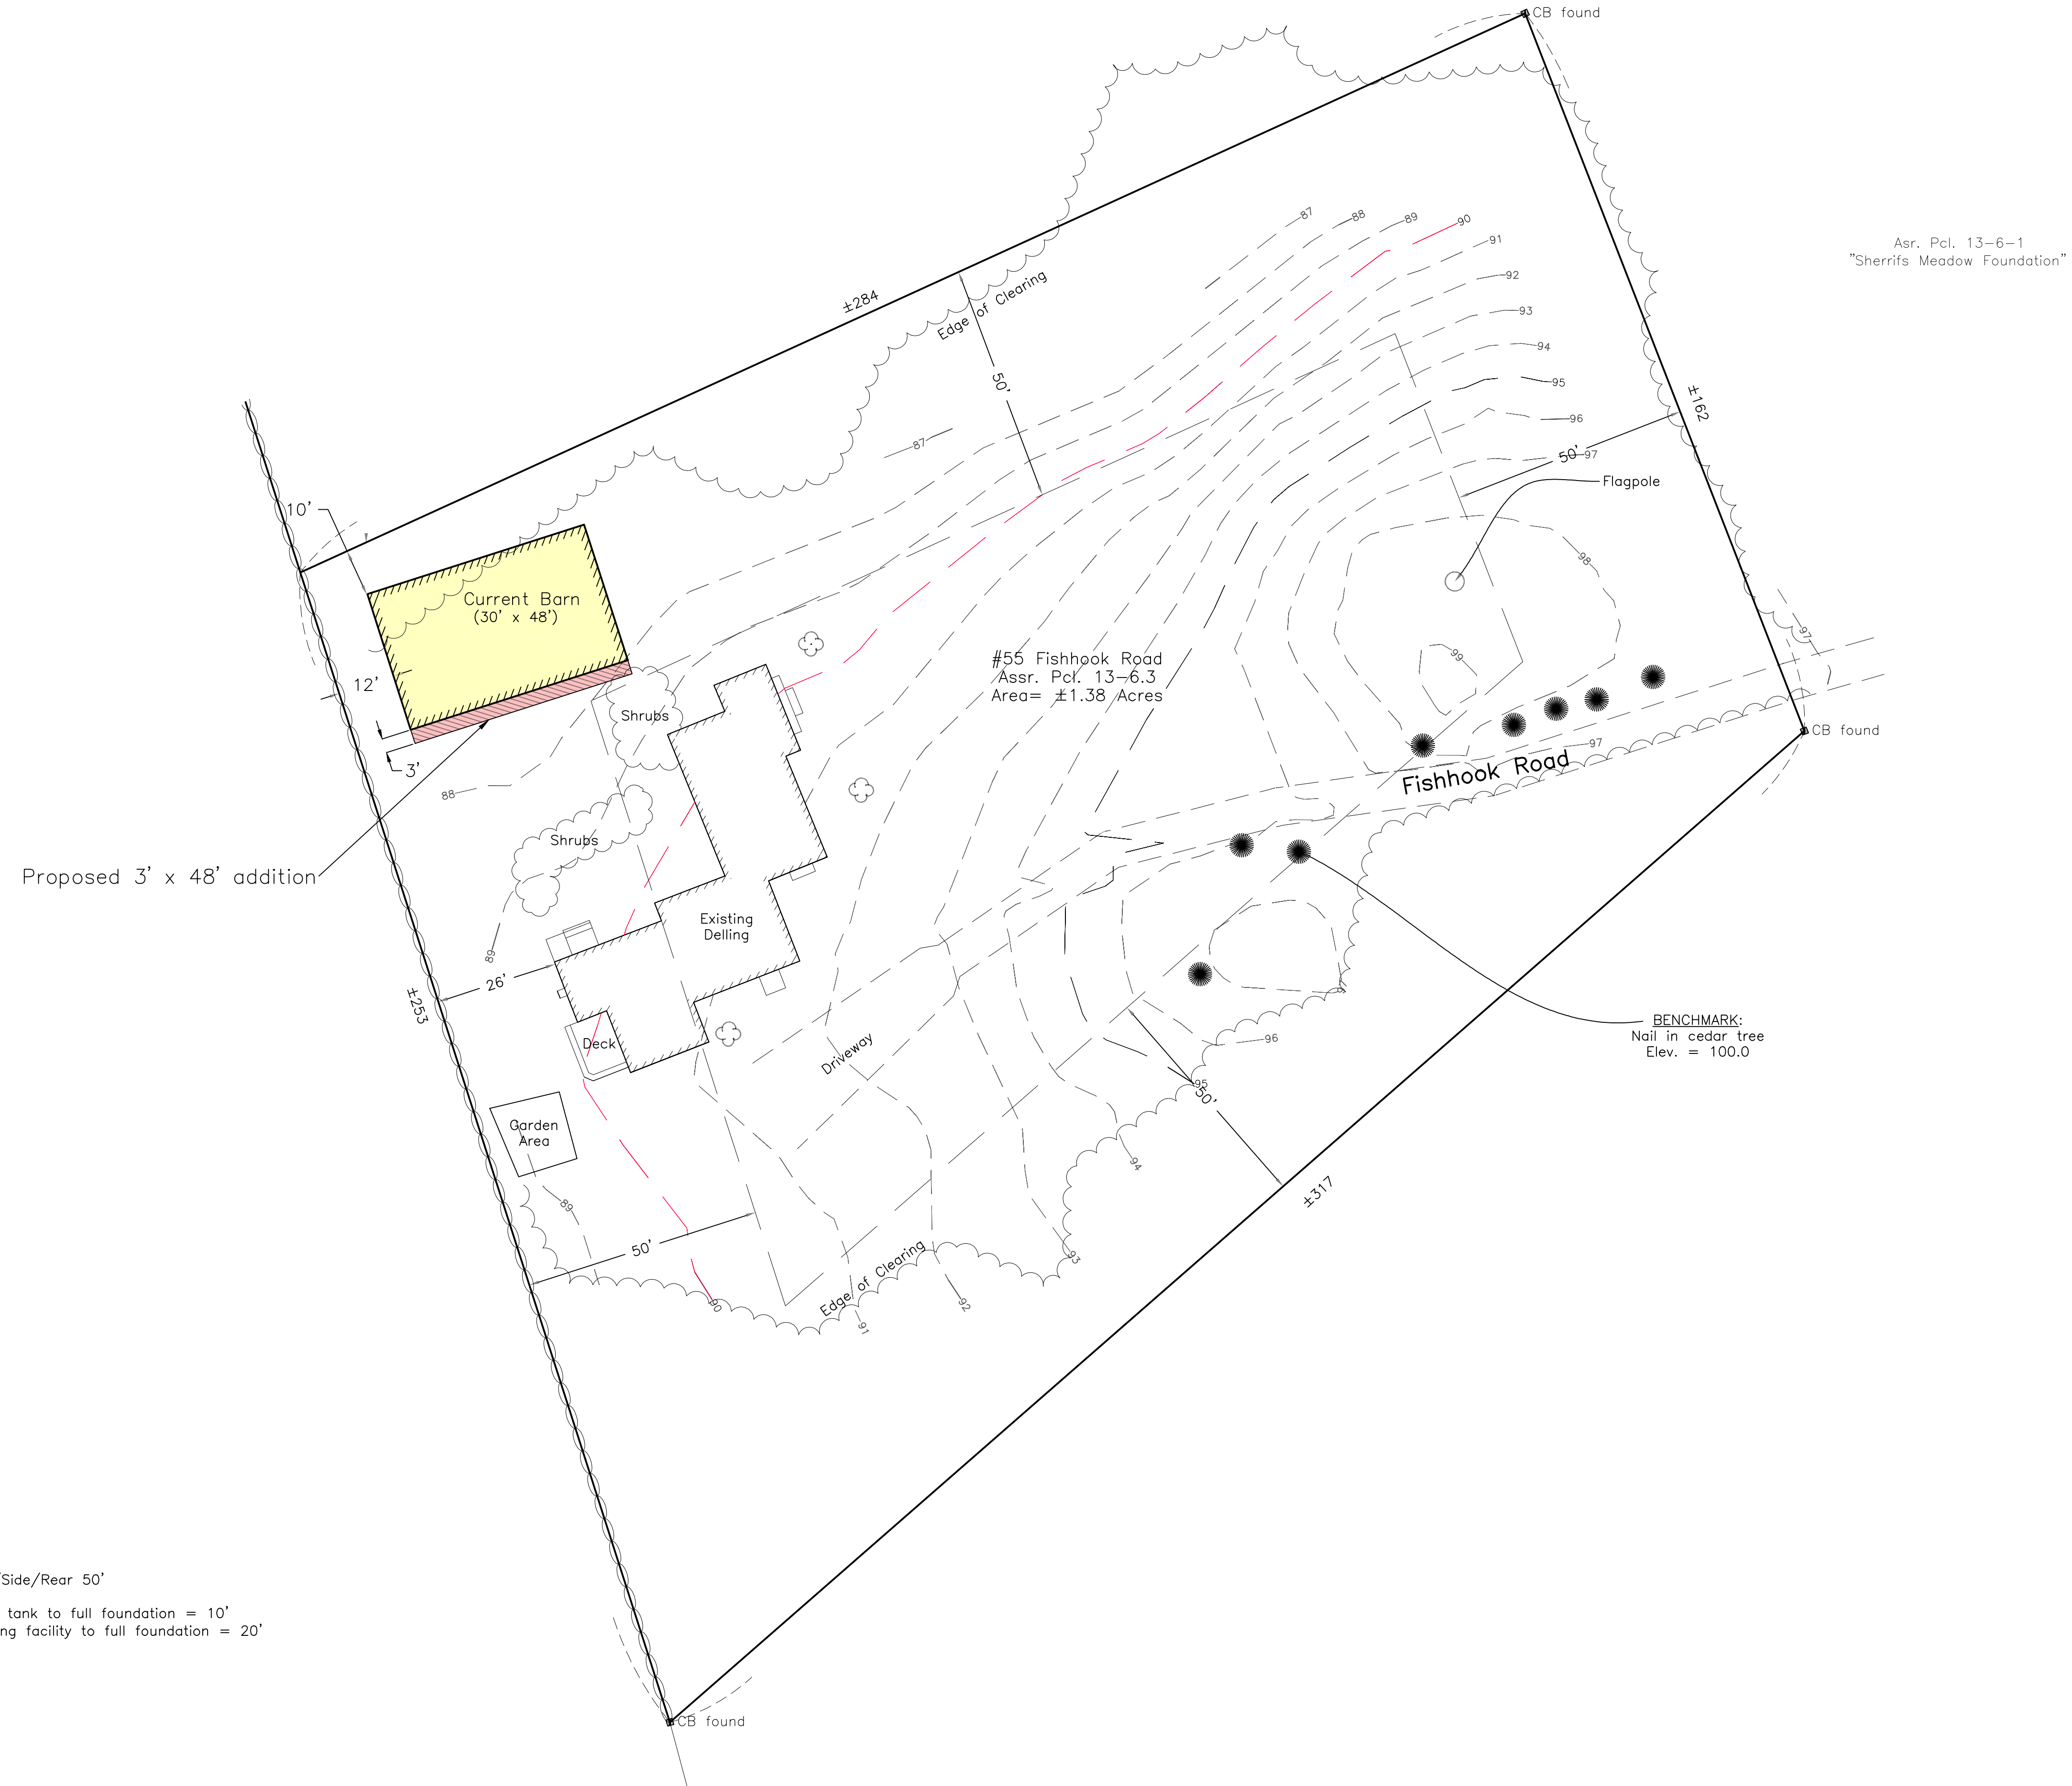 CB found
Asr. Pcl. 13-6-1
"Sherrifs Meadow Foundation"
±284
Edge of Clearing
50'
87
88
89
90
91
92
93
94
95
96
97
±162
50'
Flagpole
87
10'
98
Current Barn
(30' x 48')
12'
3'
99
97
#55 Fishhook Road
Assr. Pcl. 13-6.3
Area= ±1.38 Acres
Shrubs
97
CB found
Fishhook Road
88
Shrubs
Proposed 3' x 48' addition
Existing
Delling
89
26'
±253
Deck
Driveway
97
BENCHMARK:
Nail in cedar tree
Elev. = 100.0
96
95
50'
Garden
Area
94
±317
89
50'
93
Edge of Clearing
90
92
91
/Side/Rear 50'
tank to full foundation = 10'
ng facility to full foundation = 20'
CB found